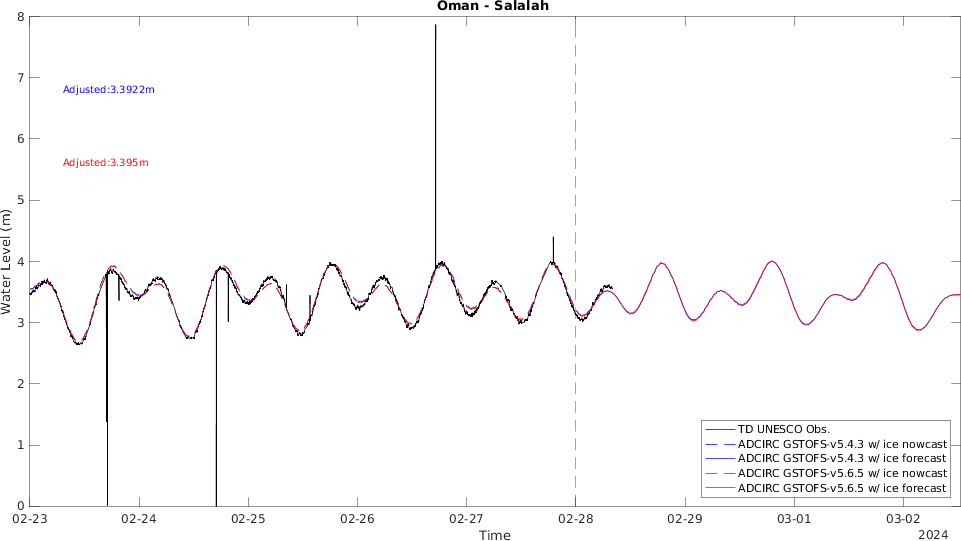 Oman - Salalah
8
7
6
5
4
3
2
1
0
Water Level (m)
Adjusted:3.3922m
Adjusted:3.395m
TD UNESCO Obs.
ADCIRC GSTOFS-v5.4.3 w/ ice nowcast
ADCIRC GSTOFS-v5.4.3 w/ ice forecast
ADCIRC GSTOFS-v5.6.5 w/ ice nowcast
ADCIRC GSTOFS-v5.6.5 w/ ice forecast
02-23 02-24 02-25 02-26 02-27 02-28 02-29 03-01 03-02
Time
2024